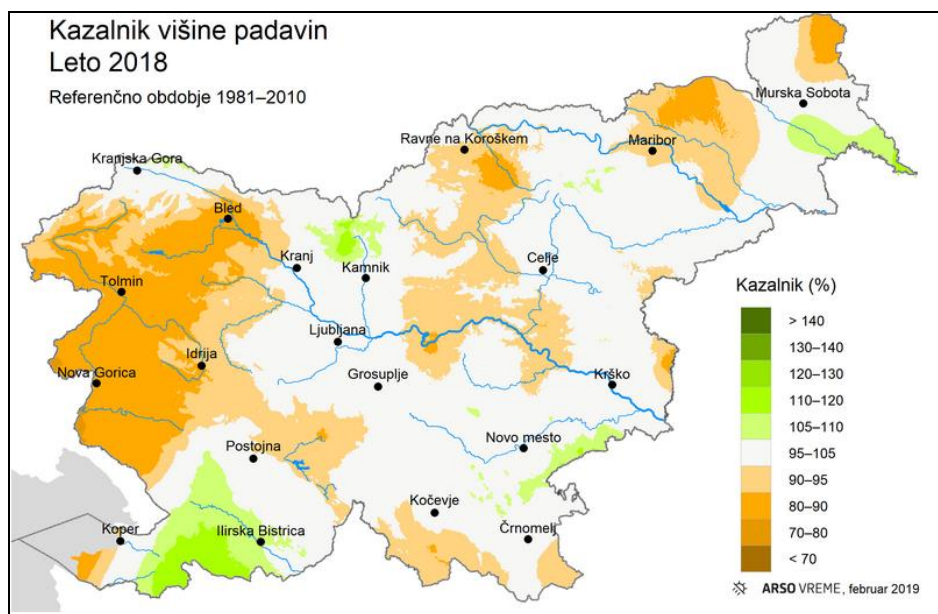 Kazalnik višine padavin
Leto 2018
Referenčno obdobje 1981–2010
Murska Sobota
Ravne na Koroškem
Maribor
Kranjska Gora
Bled
Kranj
Kamnik
Celje
Tolmin
Ljubljana
Idrija
Nova Gorica
Grosuplje
Krško
Postojna
Novo mesto
Kočevje
Koper
Ilirska Bistrica
Črnomelj
Kazalnik (%)
> 140
130–140
120–130
110–120
105–110
95–105
90–95
80–90
70–80
< 70
ARSO VREME, februar 2019